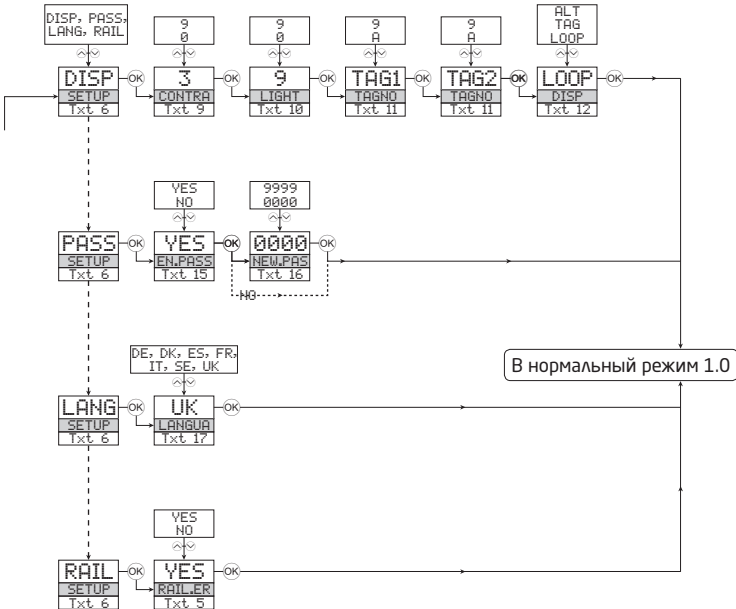 DISP, PASS,
LANG, RAIL
9
0
9
0
9
A
9
A
ALT
TAG
LOOP
DISP
SETUP
Txt 6
OK
3
CONTRA
Txt 9
OK
9
LIGHT
Txt 10
OK
TAG1
TAGNO
Txt 11
OK
TAG2
TAGNO
Txt 11
OK
LOOP
DISP
Txt 12
OK
YES
NO
9999
0000
PASS
SETUP
Txt 6
OK
YES
EN.PASS
Txt 15
OK
0000
NEW.PAS
Txt 16
OK
NO
В нормальный режим 1.0
DE, DK, ES, FR,
IT, SE, UK
LANG
SETUP
Txt 6
OK
UK
LANGUA
Txt 17
OK
YES
NO
RAIL
SETUP
Txt 6
OK
YES
RAIL.ER
Txt 5
OK